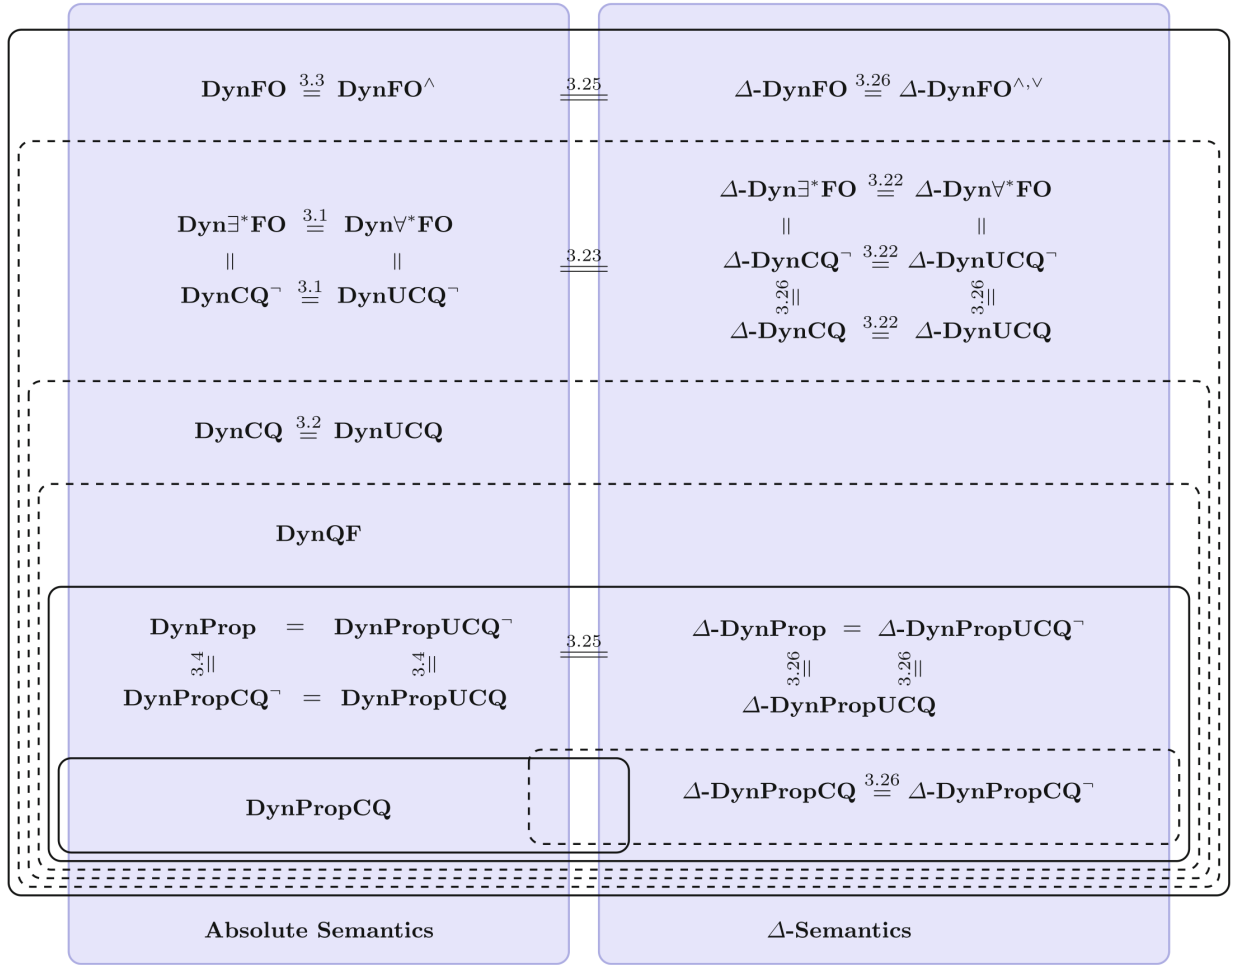 DynFO 3.3= DynFO^∧ 3.25= Δ-DynFO 3.26= Δ-DynFO^∧,∨
Δ-Dyn∃*FO 3.22= Δ-Dyn∀*FO
Dyn∃*FO 3.1= Dyn∀*FO
= =
= = 3.23=
Δ-DynCQ¬ 3.22= Δ-DynUCQ¬
DynCQ¬ 3.1= DynUCQ¬
3.26= 3.26=
Δ-DynCQ 3.22= Δ-DynUCQ
DynCQ 3.2= DynUCQ
DynQF
DynProp = DynPropUCQ¬ 3.25= Δ-DynProp = Δ-DynPropUCQ¬
3.4= 3.4= 3.26= 3.26=
DynPropCQ¬ = DynPropUCQ
Δ-DynPropUCQ
Δ-DynPropCQ 3.26= Δ-DynPropCQ¬
DynPropCQ
Absolute Semantics
Δ-Semantics